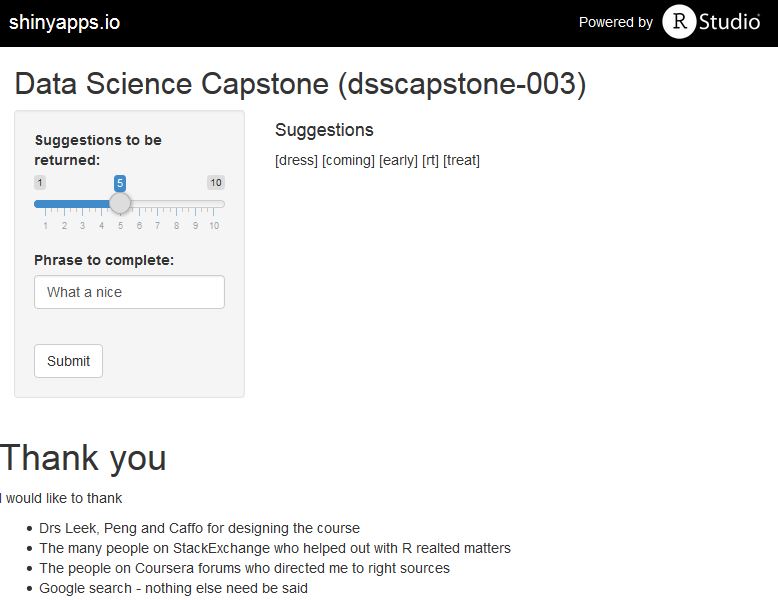 shinyapps.io
Powered by R Studio
Data Science Capstone (dsscapstone-003)
Suggestions to be
returned:
1 5 10
1 2 3 4 5 6 7 8 9 10
Phrase to complete:
What a nice
Submit
Suggestions
[dress] [coming] [early] [rt] [treat]
Thank you
I would like to thank
Drs Leek, Peng and Caffo for designing the course
The many people on StackExchange who helped out with R realted matters
The people on Coursera forums who directed me to right sources
Google search - nothing else need be said